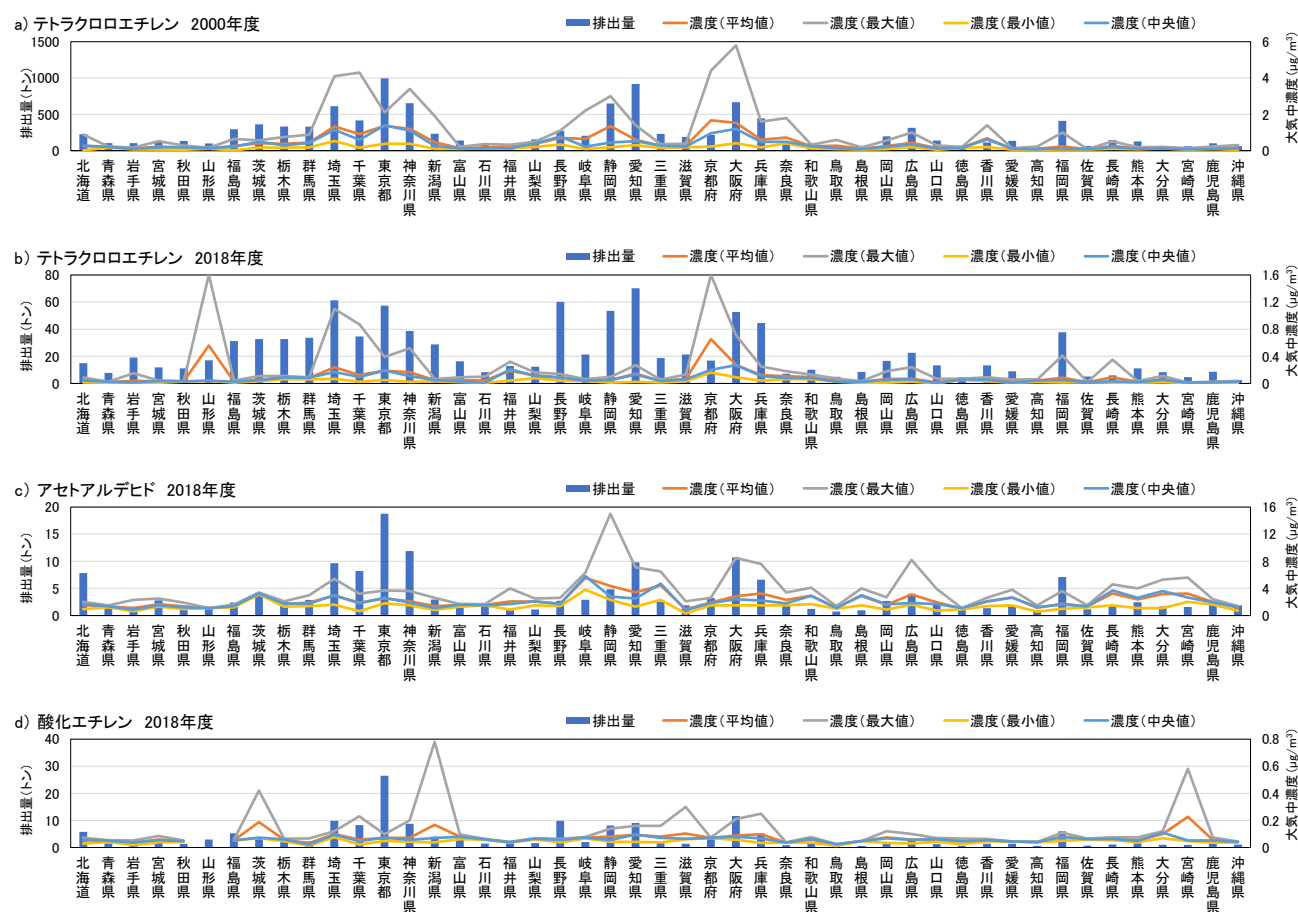 a) テトラクロロエチレン 2000年度
排出量 濃度(平均値) 濃度(最大値) 濃度(最小値) 濃度(中央値)
排出量(トン)
1500
1000
500
0
6
4
2
0
大気中濃度(μg/m³)
北海道 青森県 岩手県 宮城県 秋田県 山形県 福島県 茨城県 栃木県 群馬県 埼玉県 千葉県 東京都 神奈川県 新潟県 富山県 石川県 福井県 山梨県 長野県 岐阜県 静岡県 愛知県 三重県 滋賀県 京都府 大阪府 兵庫県 奈良県 和歌山県 鳥取県 島根県 岡山県 広島県 山口県 徳島県 香川県 愛媛県 高知県 福岡県 佐賀県 長崎県 熊本県 大分県 宮崎県 鹿児島県 沖縄県
b) テトラクロロエチレン 2018年度
排出量 濃度(平均値) 濃度(最大値) 濃度(最小値) 濃度(中央値)
排出量(トン)
80
60
40
20
0
1.6
1.2
0.8
0.4
0
大気中濃度(μg/m³)
北海道 青森県 岩手県 宮城県 秋田県 山形県 福島県 茨城県 栃木県 群馬県 埼玉県 千葉県 東京都 神奈川県 新潟県 富山県 石川県 福井県 山梨県 長野県 岐阜県 静岡県 愛知県 三重県 滋賀県 京都府 大阪府 兵庫県 奈良県 和歌山県 鳥取県 島根県 岡山県 広島県 山口県 徳島県 香川県 愛媛県 高知県 福岡県 佐賀県 長崎県 熊本県 大分県 宮崎県 鹿児島県 沖縄県
c) アセトアルデヒド 2018年度
排出量 濃度(平均値) 濃度(最大値) 濃度(最小値) 濃度(中央値)
排出量(トン)
20
15
10
5
0
16
12
8
4
0
大気中濃度(μg/m³)
北海道 青森県 岩手県 宮城県 秋田県 山形県 福島県 茨城県 栃木県 群馬県 埼玉県 千葉県 東京都 神奈川県 新潟県 富山県 石川県 福井県 山梨県 長野県 岐阜県 静岡県 愛知県 三重県 滋賀県 京都府 大阪府 兵庫県 奈良県 和歌山県 鳥取県 島根県 岡山県 広島県 山口県 徳島県 香川県 愛媛県 高知県 福岡県 佐賀県 長崎県 熊本県 大分県 宮崎県 鹿児島県 沖縄県
d) 酸化エチレン 2018年度
排出量 濃度(平均値) 濃度(最大値) 濃度(最小値) 濃度(中央値)
排出量(トン)
40
30
20
10
0
0.8
0.6
0.4
0.2
0.0
大気中濃度(μg/m³)
北海道 青森県 岩手県 宮城県 秋田県 山形県 福島県 茨城県 栃木県 群馬県 埼玉県 千葉県 東京都 神奈川県 新潟県 富山県 石川県 福井県 山梨県 長野県 岐阜県 静岡県 愛知県 三重県 滋賀県 京都府 大阪府 兵庫県 奈良県 和歌山県 鳥取県 島根県 岡山県 広島県 山口県 徳島県 香川県 愛媛県 高知県 福岡県 佐賀県 長崎県 熊本県 大分県 宮崎県 鹿児島県 沖縄県